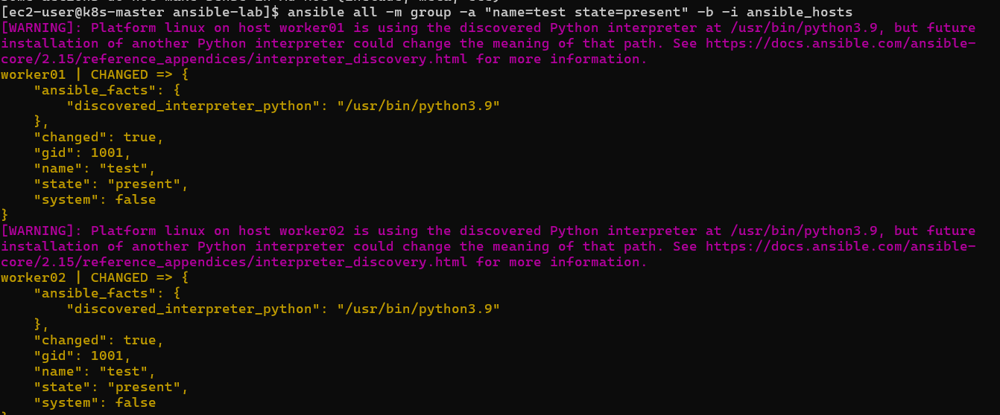 [ec2-user@k8s-master ansible-lab]$ ansible all -m group -a "name=test state=present" -b -i ansible_hosts
[WARNING]: Platform linux on host worker01 is using the discovered Python interpreter at /usr/bin/python3.9, but future
installation of another Python interpreter could change the meaning of that path. See https://docs.ansible.com/ansible-
core/2.15/reference_appendices/interpreter_discovery.html for more information.
worker01 | CHANGED => {
    "ansible_facts": {
        "discovered_interpreter_python": "/usr/bin/python3.9"
    },
    "changed": true,
    "gid": 1001,
    "name": "test",
    "state": "present",
    "system": false
}
[WARNING]: Platform linux on host worker02 is using the discovered Python interpreter at /usr/bin/python3.9, but future
installation of another Python interpreter could change the meaning of that path. See https://docs.ansible.com/ansible-
core/2.15/reference_appendices/interpreter_discovery.html for more information.
worker02 | CHANGED => {
    "ansible_facts": {
        "discovered_interpreter_python": "/usr/bin/python3.9"
    },
    "changed": true,
    "gid": 1001,
    "name": "test",
    "state": "present",
    "system": false